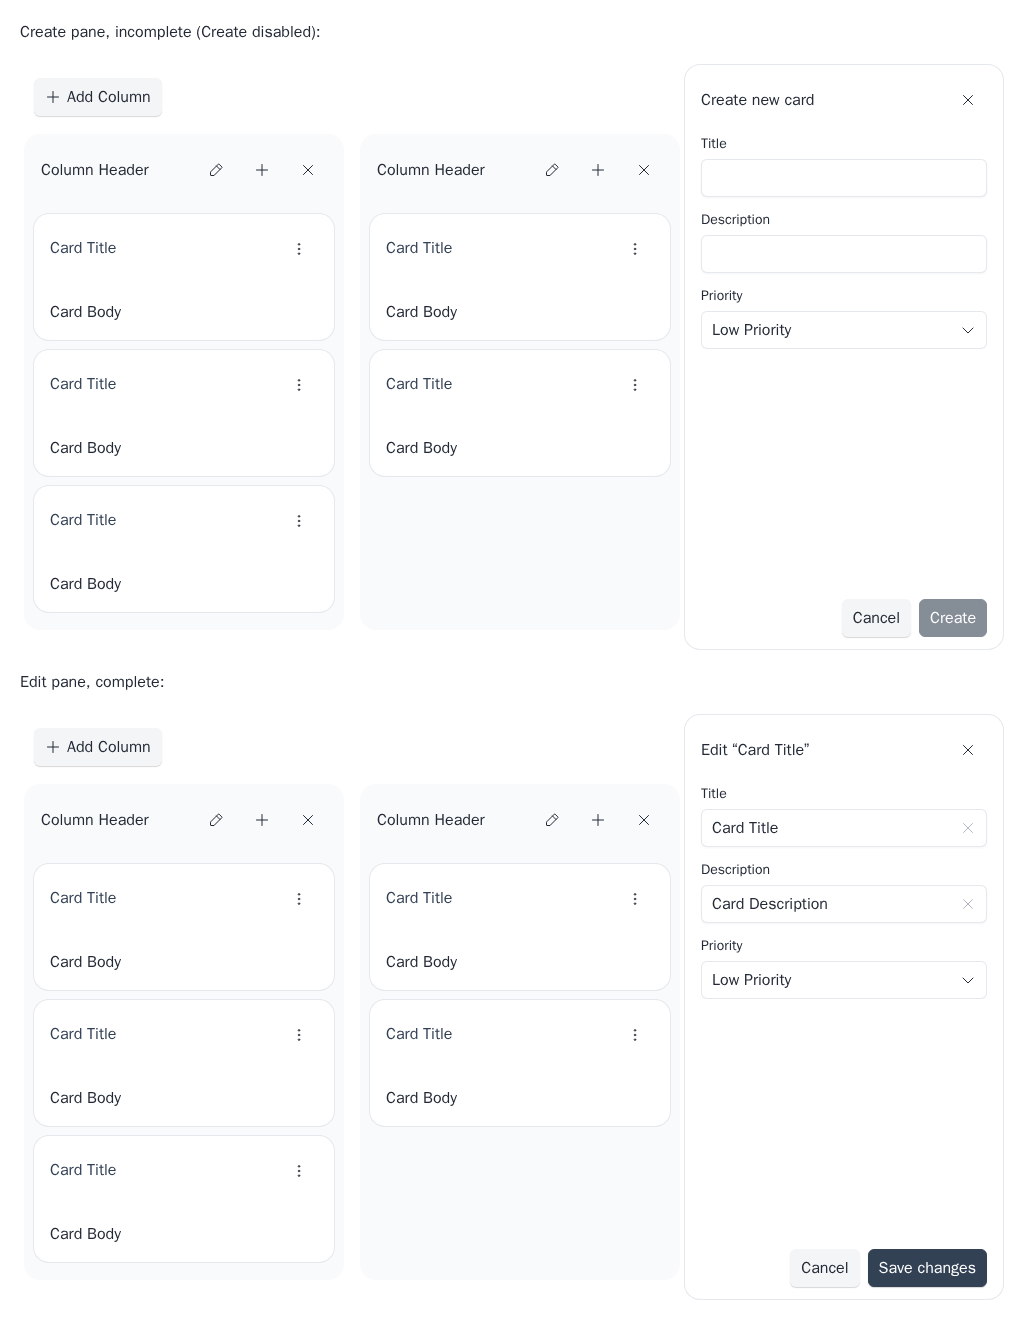 Create pane, incomplete (Create disabled):
Add Column
Column Header
Card Title
Card Body
Card Title
Card Body
Card Title
Card Body
Column Header
Card Title
Card Body
Card Title
Card Body
Create new card
Title
Description
Priority
Low Priority
Cancel
Create
Edit pane, complete:
Add Column
Column Header
Card Title
Card Body
Card Title
Card Body
Card Title
Card Body
Column Header
Card Title
Card Body
Card Title
Card Body
Edit “Card Title”
Title
Card Title
Description
Card Description
Priority
Low Priority
Cancel
Save changes